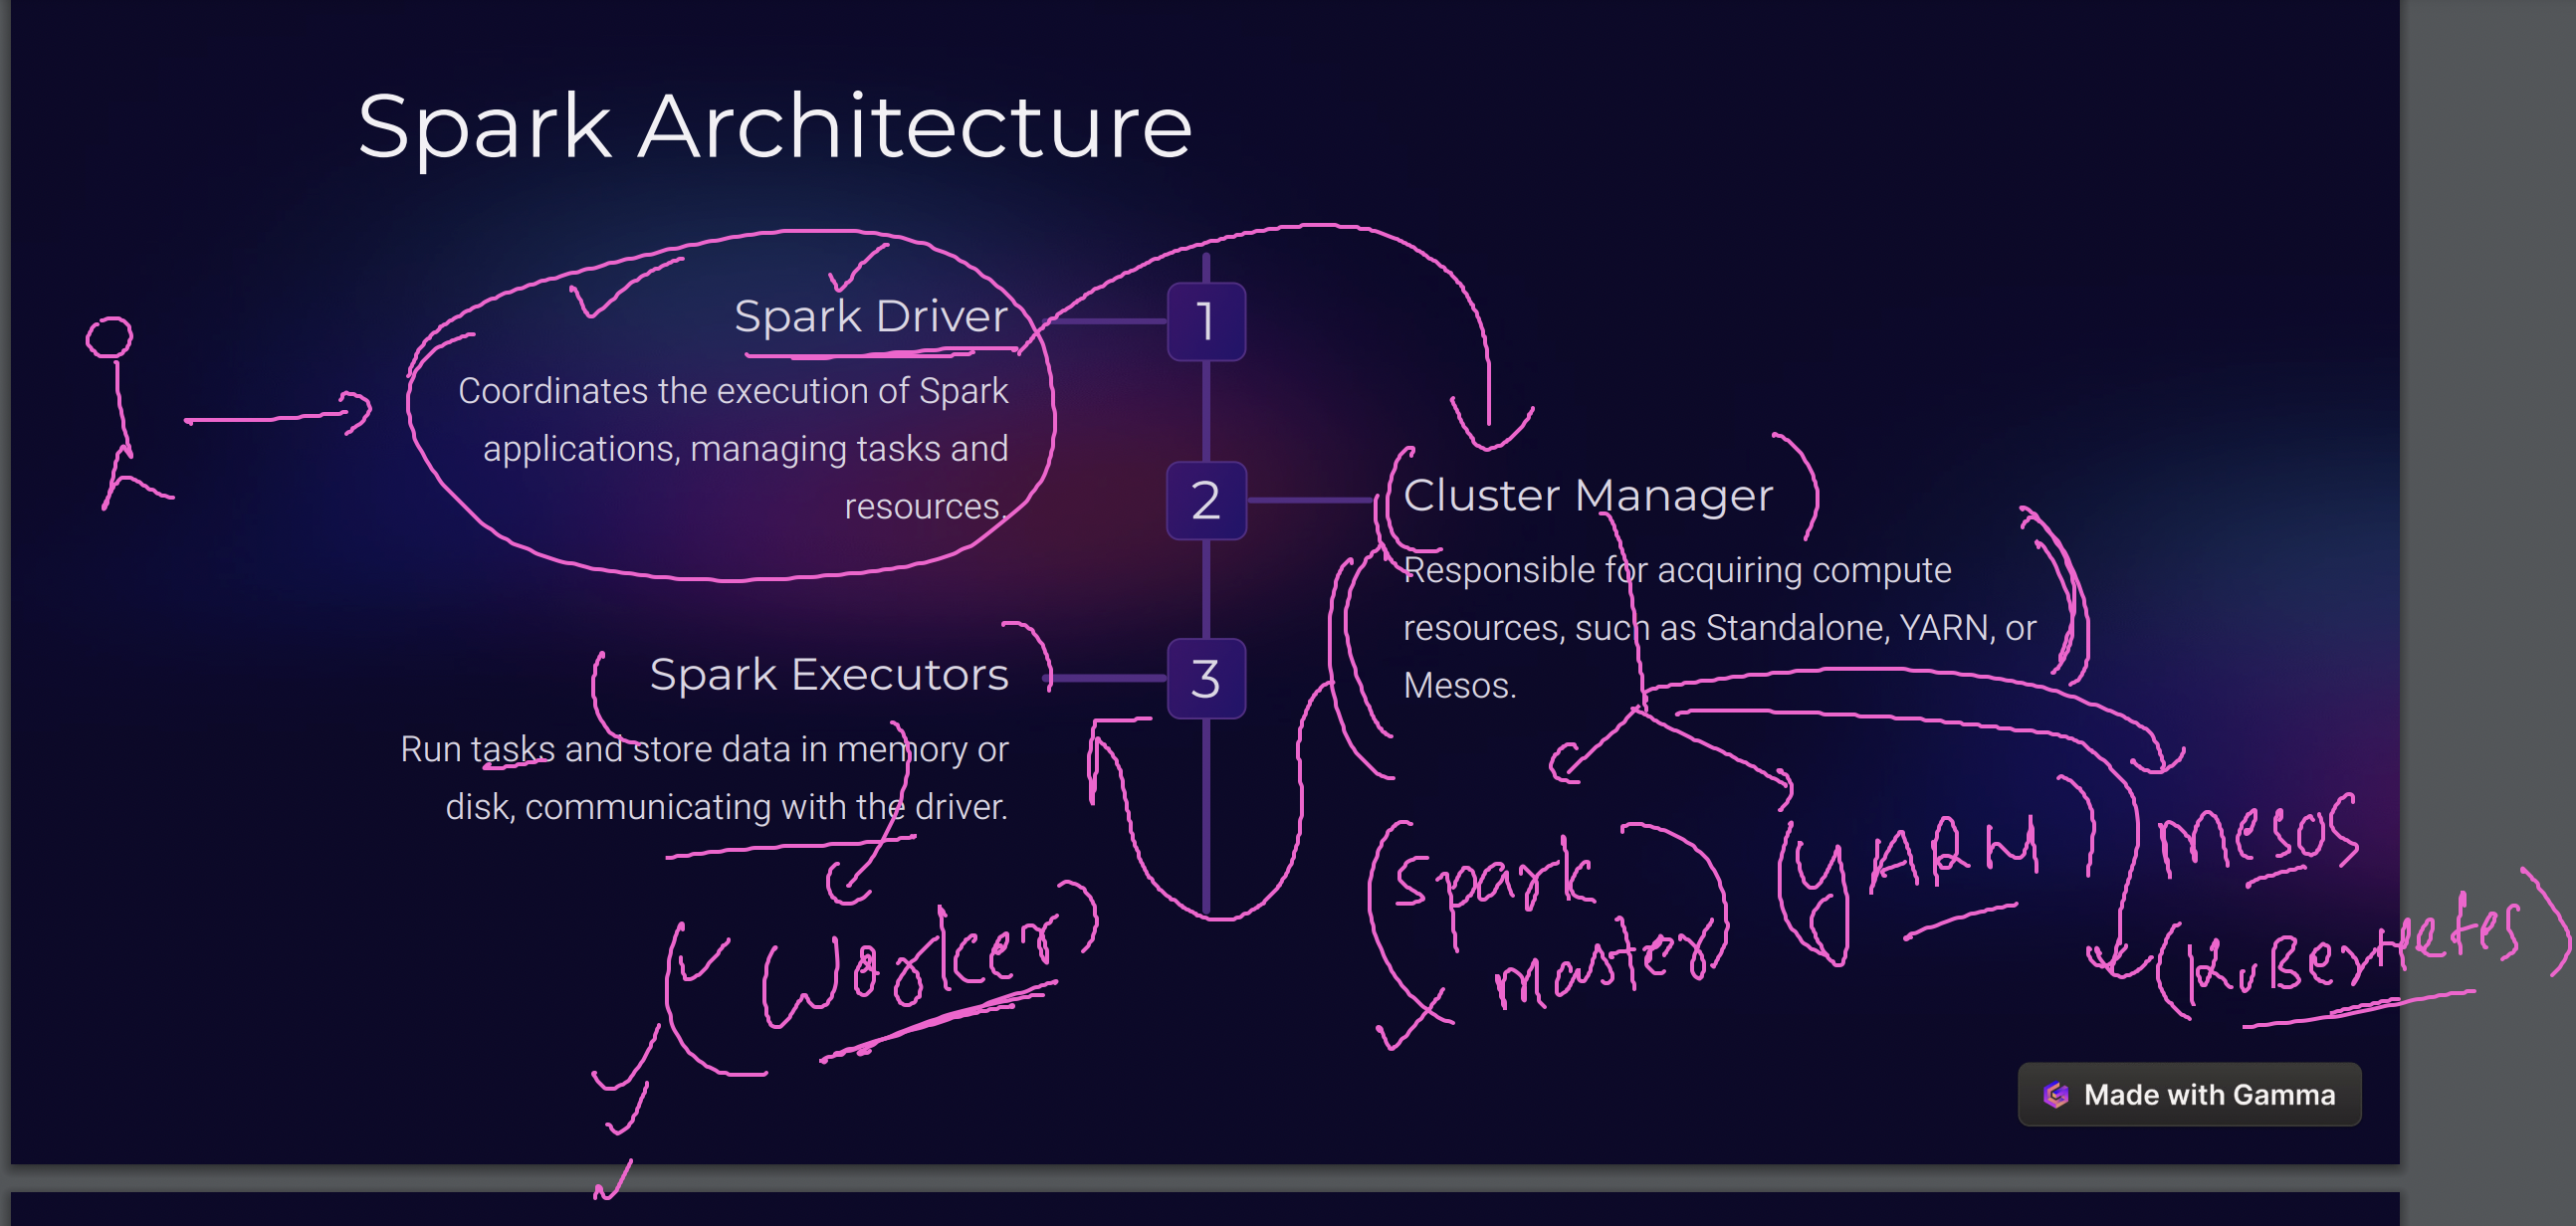 Spark Architecture
Spark Driver
1
Coordinates the execution of Spark
applications, managing tasks and
resources.
2
Cluster Manager
Responsible for acquiring compute
resources, such as Standalone, YARN, or
Mesos.
Spark Executors
3
Run tasks and store data in memory or
disk, communicating with the driver.
Worker
Spark
master
YARN
mesos
KuBernetes
Made with Gamma